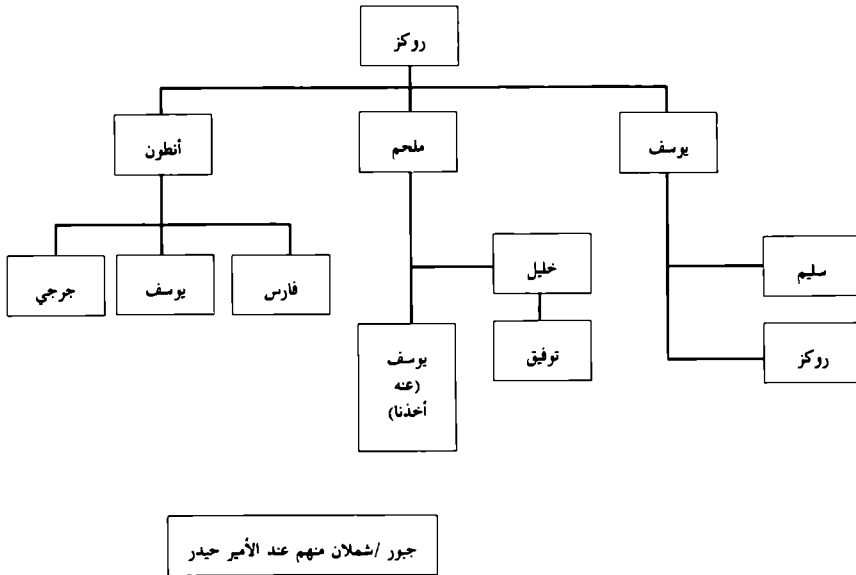 روكز
يوسف
ملحم
أنطون
سليم
روكز
خليل
توفيق
يوسف
(عنه
أخذنا)
فارس
يوسف
جرجي
جبور /شملان منهم عند الأمير حيدر